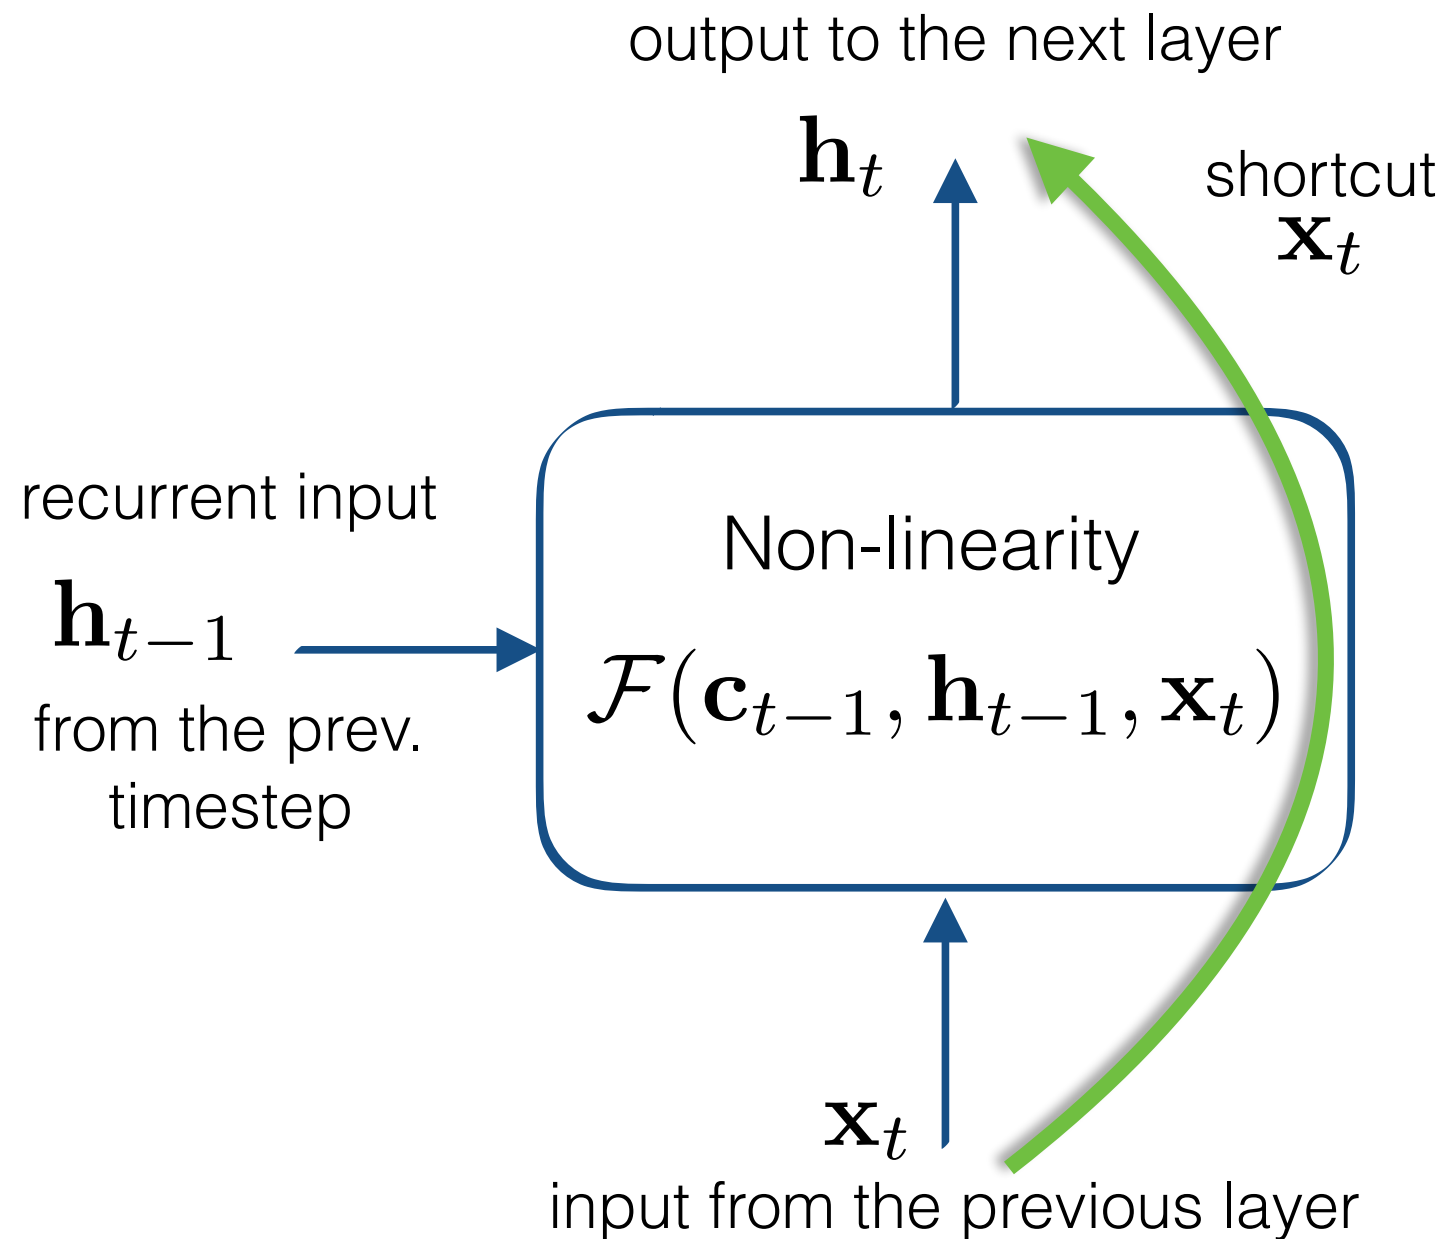 output to the next layer
h_t
shortcut
x_t
recurrent input
h_{t-1}
from the prev.
timestep
Non-linearity
ℱ(c_{t-1}, h_{t-1}, x_t)
x_t
input from the previous layer